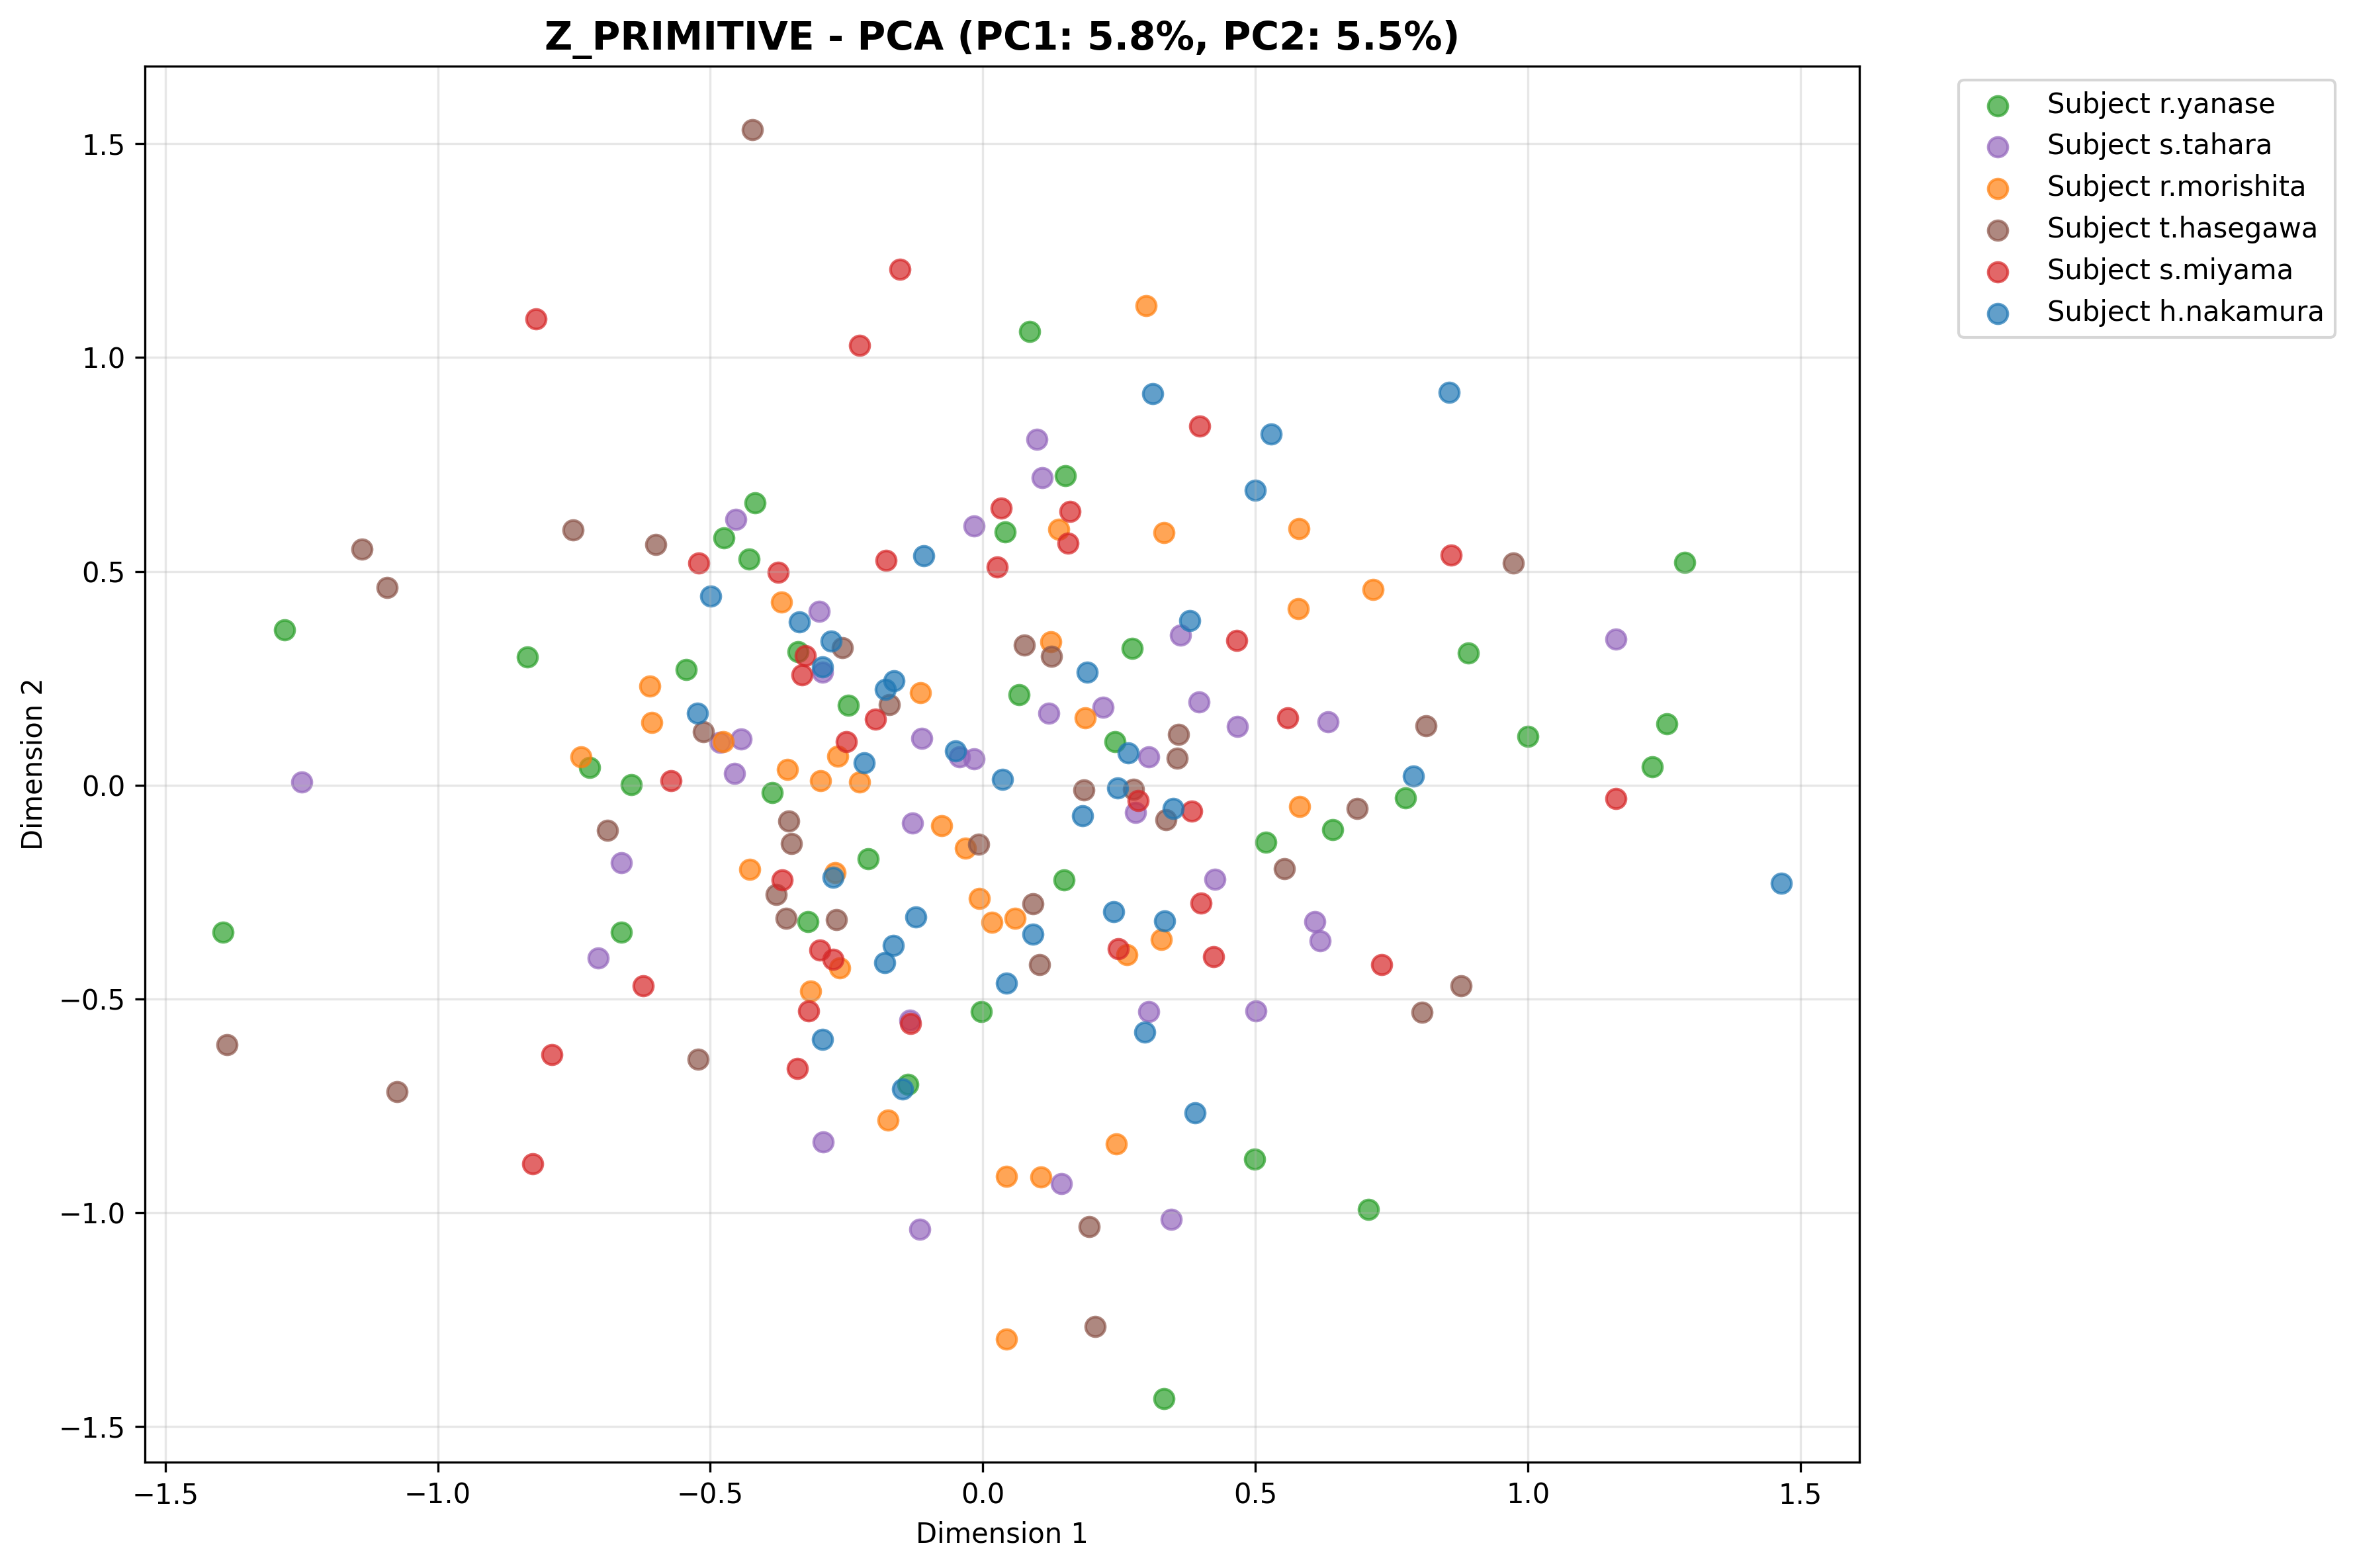 Z_PRIMITIVE - PCA (PC1: 5.8%, PC2: 5.5%)
Subject r.yanase
Subject s.tahara
Subject r.morishita
Subject t.hasegawa
Subject s.miyama
Subject h.nakamura
Dimension 2
1.5
1.0
0.5
0.0
−0.5
−1.0
−1.5
−1.5 −1.0 −0.5 0.0 0.5 1.0 1.5
Dimension 1